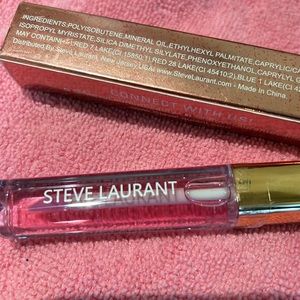 INGREDIENTS:POLYISOBUTENE,MINERAL OIL,ETHYLHEXYL PALMITATE,CAPRYLIC/CA
ISOPROPYL MYRISTATE,SILICA DIMETHYL SILYLATE,PHENOXYETHANOL,CAPRYLYL G
MAY CONTAIN+/-:RED 7 LAKE(CI 15850:1),RED 28 LAKE(CI 45410:2),BLUE 1 LAKE(CI 42
Distributed By: Steve Laurant, New Jersey USA| www.SteveLaurant.com - Made In China.
CONNECT WITH US!
STEVE LAURANT